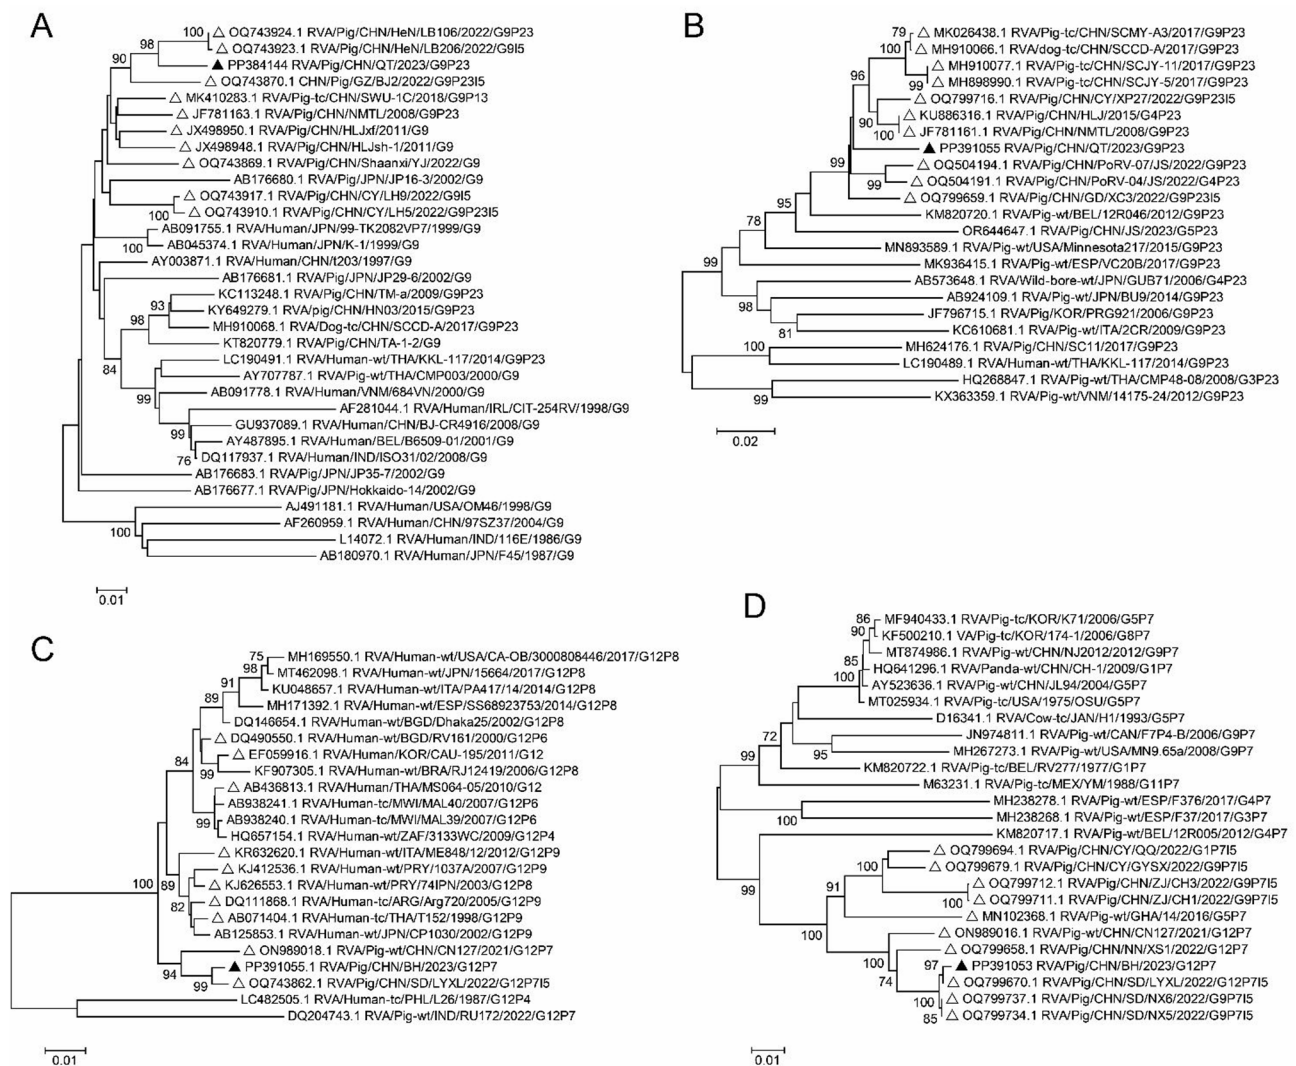 A
100 △ OQ743924.1 RVA/Pig/CHN/HeN/LB106/2022/G9P23
98 △ OQ743923.1 RVA/Pig/CHN/HeN/LB206/2022/G9I5
90 ▲ PP384144 RVA/Pig/CHN/QT/2023/G9P23
△ OQ743870.1 CHN/Pig/GZ/BJ2/2022/G9P23I5
△ MK410283.1 RVA/Pig-tc/CHN/SWU-1C/2018/G9P13
△ JF781163.1 RVA/Pig/CHN/NMTL/2008/G9P23
△ JX498950.1 RVA/Pig/CHN/HLJxf/2011/G9
△ JX498948.1 RVA/Pig/CHN/HLJsh-1/2011/G9
△ OQ743869.1 RVA/Pig/CHN/Shaanxi/YJ/2022/G9
AB176680.1 RVA/Pig/JPN/JP16-3/2002/G9
△ OQ743917.1 RVA/Pig/CHN/CY/LH9/2022/G9I5
100 △ OQ743910.1 RVA/Pig/CHN/CY/LH5/2022/G9P23I5
AB091755.1 RVA/Human/JPN/99-TK2082VP7/1999/G9
100 AB045374.1 RVA/Human/JPN/K-1/1999/G9
AY003871.1 RVA/Human/CHN/t203/1997/G9
AB176681.1 RVA/Pig/JPN/JP29-6/2002/G9
93 KC113248.1 RVA/Pig/CHN/TM-a/2009/G9P23
98 KY649279.1 RVA/pig/CHN/HN03/2015/G9P23
MH910068.1 RVA/Dog-tc/CHN/SCCD-A/2017/G9P23
KT820779.1 RVA/Pig/CHN/TA-1-2/G9
84 LC190491.1 RVA/Human-wt/THA/KKL-117/2014/G9P23
AY707787.1 RVA/Pig-wt/THA/CMP003/2000/G9
99 AB091778.1 RVA/Human/VNM/684VN/2000/G9
AF281044.1 RVA/Human/IRL/CIT-254RV/1998/G9
99 GU937089.1 RVA/Human/CHN/BJ-CR4916/2008/G9
AY487895.1 RVA/Human/BEL/B6509-01/2001/G9
76 DQ117937.1 RVA/Human/IND/ISO31/02/2008/G9
AB176683.1 RVA/Pig/JPN/JP35-7/2002/G9
AB176677.1 RVA/Pig/JPN/Hokkaido-14/2002/G9
AJ491181.1 RVA/Human/USA/OM46/1998/G9
100 AF260959.1 RVA/Human/CHN/97SZ37/2004/G9
L14072.1 RVA/Human/IND/116E/1986/G9
AB180970.1 RVA/Human/JPN/F45/1987/G9
0.01
B
79 △ MK026438.1 RVA/Pig-tc/CHN/SCMY-A3/2017/G9P23
100 △ MH910066.1 RVA/dog-tc/CHN/SCCD-A/2017/G9P23
△ MH910077.1 RVA/Pig-tc/CHN/SCJY-11/2017/G9P23
96 99 △ MH898990.1 RVA/Pig-tc/CHN/SCJY-5/2017/G9P23
△ OQ799716.1 RVA/Pig/CHN/CY/XP27/2022/G9P23I5
90 △ KU886316.1 RVA/Pig/CHN/HLJ/2015/G4P23
100 △ JF781161.1 RVA/Pig/CHN/NMTL/2008/G9P23
▲ PP391055 RVA/Pig/CHN/QT/2023/G9P23
99 △ OQ504194.1 RVA/Pig/CHN/PoRV-07/JS/2022/G9P23
99 △ OQ504191.1 RVA/Pig/CHN/PoRV-04/JS/2022/G4P23
△ OQ799659.1 RVA/Pig/CHN/GD/XC3/2022/G9P23I5
95 KM820720.1 RVA/Pig-wt/BEL/12R046/2012/G9P23
78 OR644647.1 RVA/Pig/CHN/JS/2023/G5P23
MN893589.1 RVA/Pig-wt/USA/Minnesota217/2015/G9P23
99 MK936415.1 RVA/Pig-wt/ESP/VC20B/2017/G9P23
AB573648.1 RVA/Wild-bore-wt/JPN/GUB71/2006/G4P23
AB924109.1 RVA/Pig-wt/JPN/BU9/2014/G9P23
98 JF796715.1 RVA/Pig/KOR/PRG921/2006/G9P23
81 KC610681.1 RVA/Pig-wt/ITA/2CR/2009/G9P23
100 MH624176.1 RVA/Pig/CHN/SC11/2017/G9P23
LC190489.1 RVA/Human-wt/THA/KKL-117/2014/G9P23
HQ268847.1 RVA/Pig-wt/THA/CMP48-08/2008/G3P23
99 KX363359.1 RVA/Pig-wt/VNM/14175-24/2012/G9P23
0.02
C
75 MH169550.1 RVA/Human-wt/USA/CA-OB/3000808446/2017/G12P8
98 MT462098.1 RVA/Human-wt/JPN/15664/2017/G12P8
91 KU048657.1 RVA/Human-wt/ITA/PA417/14/2014/G12P8
89 MH171392.1 RVA/Human-wt/ESP/SS68923753/2014/G12P8
DQ146654.1 RVA/Human-wt/BGD/Dhaka25/2002/G12P8
△ DQ490550.1 RVA/Human-wt/BGD/RV161/2000/G12P6
84 △ EF059916.1 RVA/Human/KOR/CAU-195/2011/G12
99 KF907305.1 RVA/Human-wt/BRA/RJ12419/2006/G12P8
△ AB436813.1 RVA/Human/THA/MS064-05/2010/G12
AB938241.1 RVA/Human-tc/MWI/MAL40/2007/G12P6
99 AB938240.1 RVA/Human-tc/MWI/MAL39/2007/G12P6
HQ657154.1 RVA/Human-wt/ZAF/3133WC/2009/G12P4
△ KR632620.1 RVA/Human-wt/ITA/ME848/12/2012/G12P9
△ KJ412536.1 RVA/Human-wt/PRY/1037A/2007/G12P9
100 89 △ KJ626553.1 RVA/Human-wt/PRY/74IPN/2003/G12P8
82 △ DQ111868.1 RVA/Human-tc/ARG/Arg720/2005/G12P9
△ AB071404.1 RVA/Human-tc/THA/T152/1998/G12P9
AB125853.1 RVA/Human-tc/JPN/CP1030/2002/G12P9
△ ON989018.1 RVA/Pig-wt/CHN/CN127/2021/G12P7
94 ▲ PP391055.1 RVA/Pig/CHN/BH/2023/G12P7
99 △ OQ743862.1 RVA/Pig/CHN/SD/LYXL/2022/G12P7I5
LC482505.1 RVA/Human-tc/PHL/L26/1987/G12P4
DQ204743.1 RVA/Pig-wt/IND/RU172/2022/G12P7
0.01
D
86 MF940433.1 RVA/Pig-tc/KOR/K71/2006/G5P7
90 KF500210.1 VA/Pig-tc/KOR/174-1/2006/G8P7
MT874986.1 RVA/Pig-wt/CHN/NJ2012/2012/G9P7
85 HQ641296.1 RVA/Panda-wt/CHN/CH-1/2009/G1P7
100 AY523636.1 RVA/Pig-wt/CHN/JL94/2004/G5P7
MT025934.1 RVA/Pig-tc/USA/1975/OSU/G5P7
D16341.1 RVA/Cow-tc/JAN/H1/1993/G5P7
72 JN974811.1 RVA/Pig-wt/CAN/F7P4-B/2006/G9P7
95 MH267273.1 RVA/Pig-wt/USA/MN9.65a/2008/G9P7
99 KM820722.1 RVA/Pig-tc/BEL/RV277/1977/G1P7
M63231.1 RVA/Pig-tc/MEX/YM/1988/G11P7
MH238278.1 RVA/Pig-wt/ESP/F376/2017/G4P7
100 MH238268.1 RVA/Pig-wt/ESP/F37/2017/G3P7
KM820717.1 RVA/Pig-wt/BEL/12R005/2012/G4P7
△ OQ799694.1 RVA/Pig/CHN/CY/QQ/2022/G1P7I5
100 △ OQ799679.1 RVA/Pig/CHN/CY/GYSX/2022/G9P7I5
99 91 △ OQ799712.1 RVA/Pig/CHN/ZJ/CH3/2022/G9P7I5
100 △ OQ799711.1 RVA/Pig/CHN/ZJ/CH1/2022/G9P7I5
△ MN102368.1 RVA/Pig-wt/GHA/14/2016/G5P7
100 △ ON989016.1 RVA/Pig-wt/CHN/CN127/2021/G12P7
△ OQ799658.1 RVA/Pig/CHN/NN/XS1/2022/G12P7
100 97 ▲ PP391053 RVA/Pig/CHN/BH/2023/G12P7
74 △ OQ799670.1 RVA/Pig/CHN/SD/LYXL/2022/G12P7I5
100 △ OQ799737.1 RVA/Pig/CHN/SD/NX6/2022/G9P7I5
85 △ OQ799734.1 RVA/Pig/CHN/SD/NX5/2022/G9P7I5
0.01